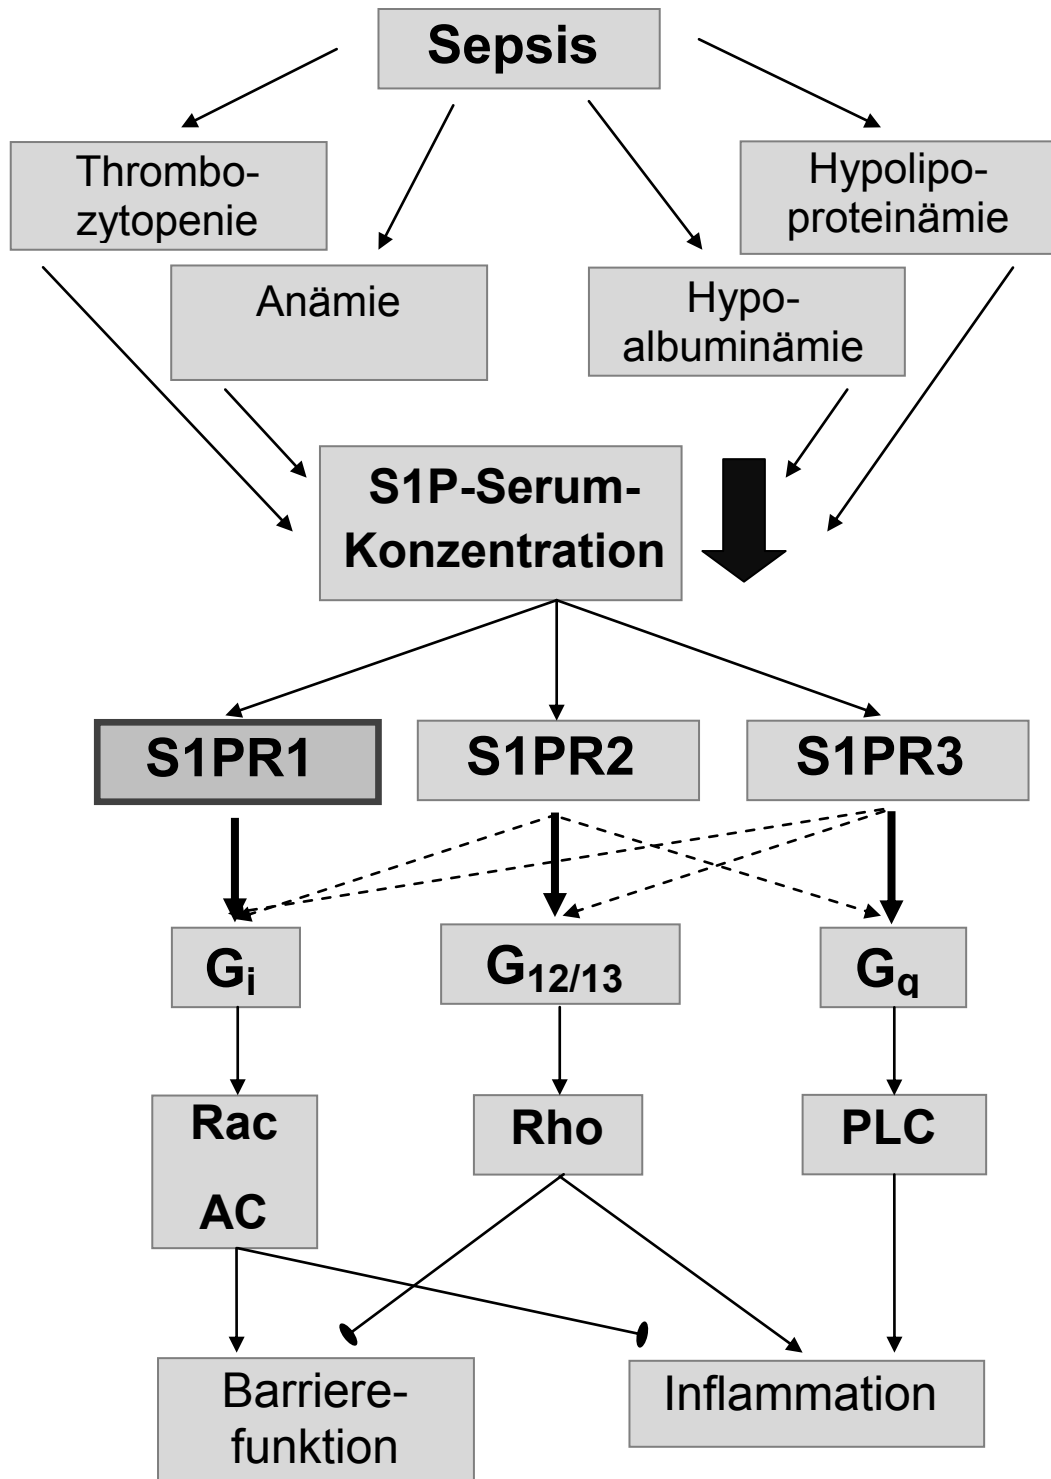 Sepsis
Thrombo-
zytopenie
Hypolipo-
proteinämie
Anämie
Hypo-
albuminämie
S1P-Serum-
Konzentration
S1PR1
S1PR2
S1PR3
Gi
G12/13
Gq
Rac
AC
Rho
PLC
Barriere-
funktion
Inflammation